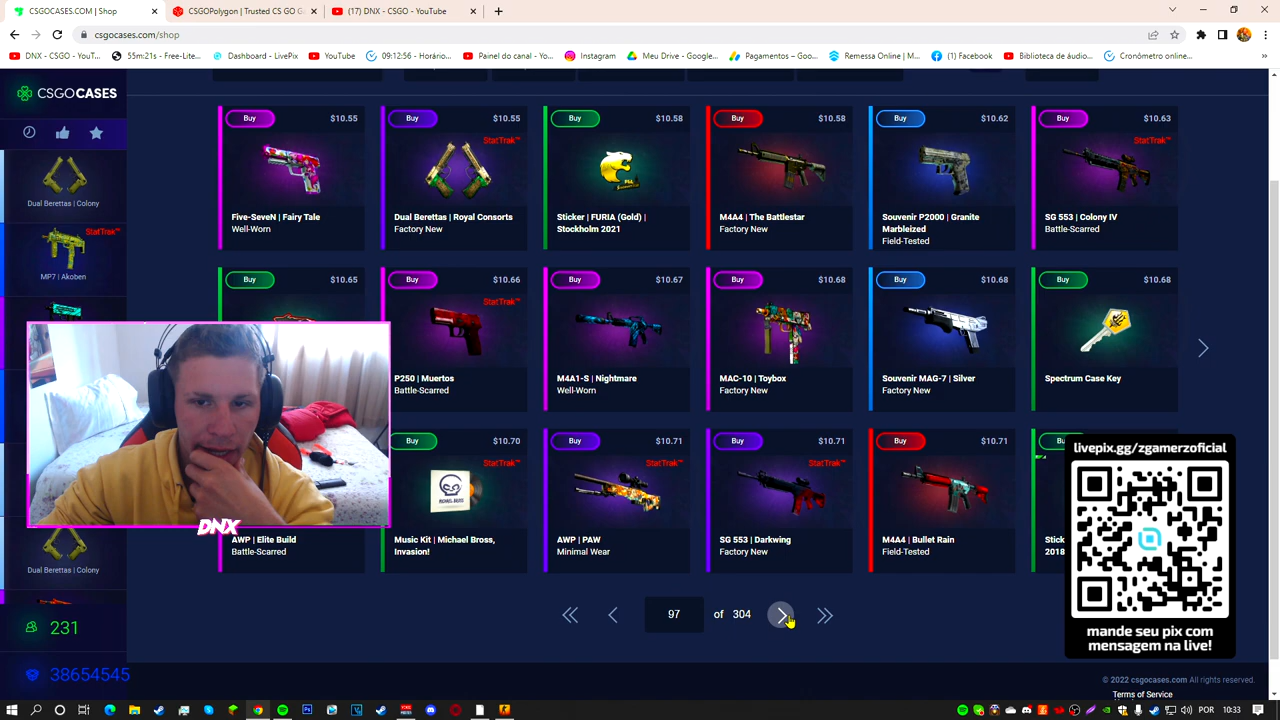 CSGOCASES.COM | Shop
CSGOPolygon | Trusted CS GO G
(17) DNX - CSGO - YouTube
csgocases.com/shop
DNX - CSGO - YouT...
55m:21s - Free-Lite...
Dashboard - LivePix
YouTube
09:12:56 - Horário...
Painel do canal - Yo...
Instagram
Meu Drive - Google...
Pagamentos – Goo...
Remessa Online | M...
(1) Facebook
Biblioteca de áudio...
Cronômetro online...
CSGOCASES
Dual Berettas | Colony
StatTrak™
MP7 | Akoben
Dual Berettas | Colony
231
38654545
Buy $10.55
Five-SeveN | Fairy Tale
Well-Worn
Buy $10.55
StatTrak™
Dual Berettas | Royal Consorts
Factory New
Buy $10.58
Sticker | FURIA (Gold) |
Stockholm 2021
Buy $10.58
M4A4 | The Battlestar
Factory New
Buy $10.62
Souvenir P2000 | Granite
Marbleized
Field-Tested
Buy $10.63
StatTrak™
SG 553 | Colony IV
Battle-Scarred
Buy $10.65
Buy $10.66
StatTrak™
P250 | Muertos
Battle-Scarred
Buy $10.67
M4A1-S | Nightmare
Well-Worn
Buy $10.68
MAC-10 | Toybox
Factory New
Buy $10.68
Souvenir MAG-7 | Silver
Factory New
Buy $10.68
Spectrum Case Key
AWP | Elite Build
Battle-Scarred
Buy $10.70
StatTrak™
MICHAEL BROSS
Music Kit | Michael Bross,
Invasion!
Buy $10.71
StatTrak™
AWP | PAW
Minimal Wear
Buy $10.71
StatTrak™
SG 553 | Darkwing
Factory New
Buy $10.71
M4A4 | Bullet Rain
Field-Tested
Bu
Stick
2018
DNX
livepix.gg/zgamerzoficial
mande seu pix com
mensagem na live!
97 of 304
© 2022 csgocases.com All rights reserved.
Terms of Service
POR
10:33